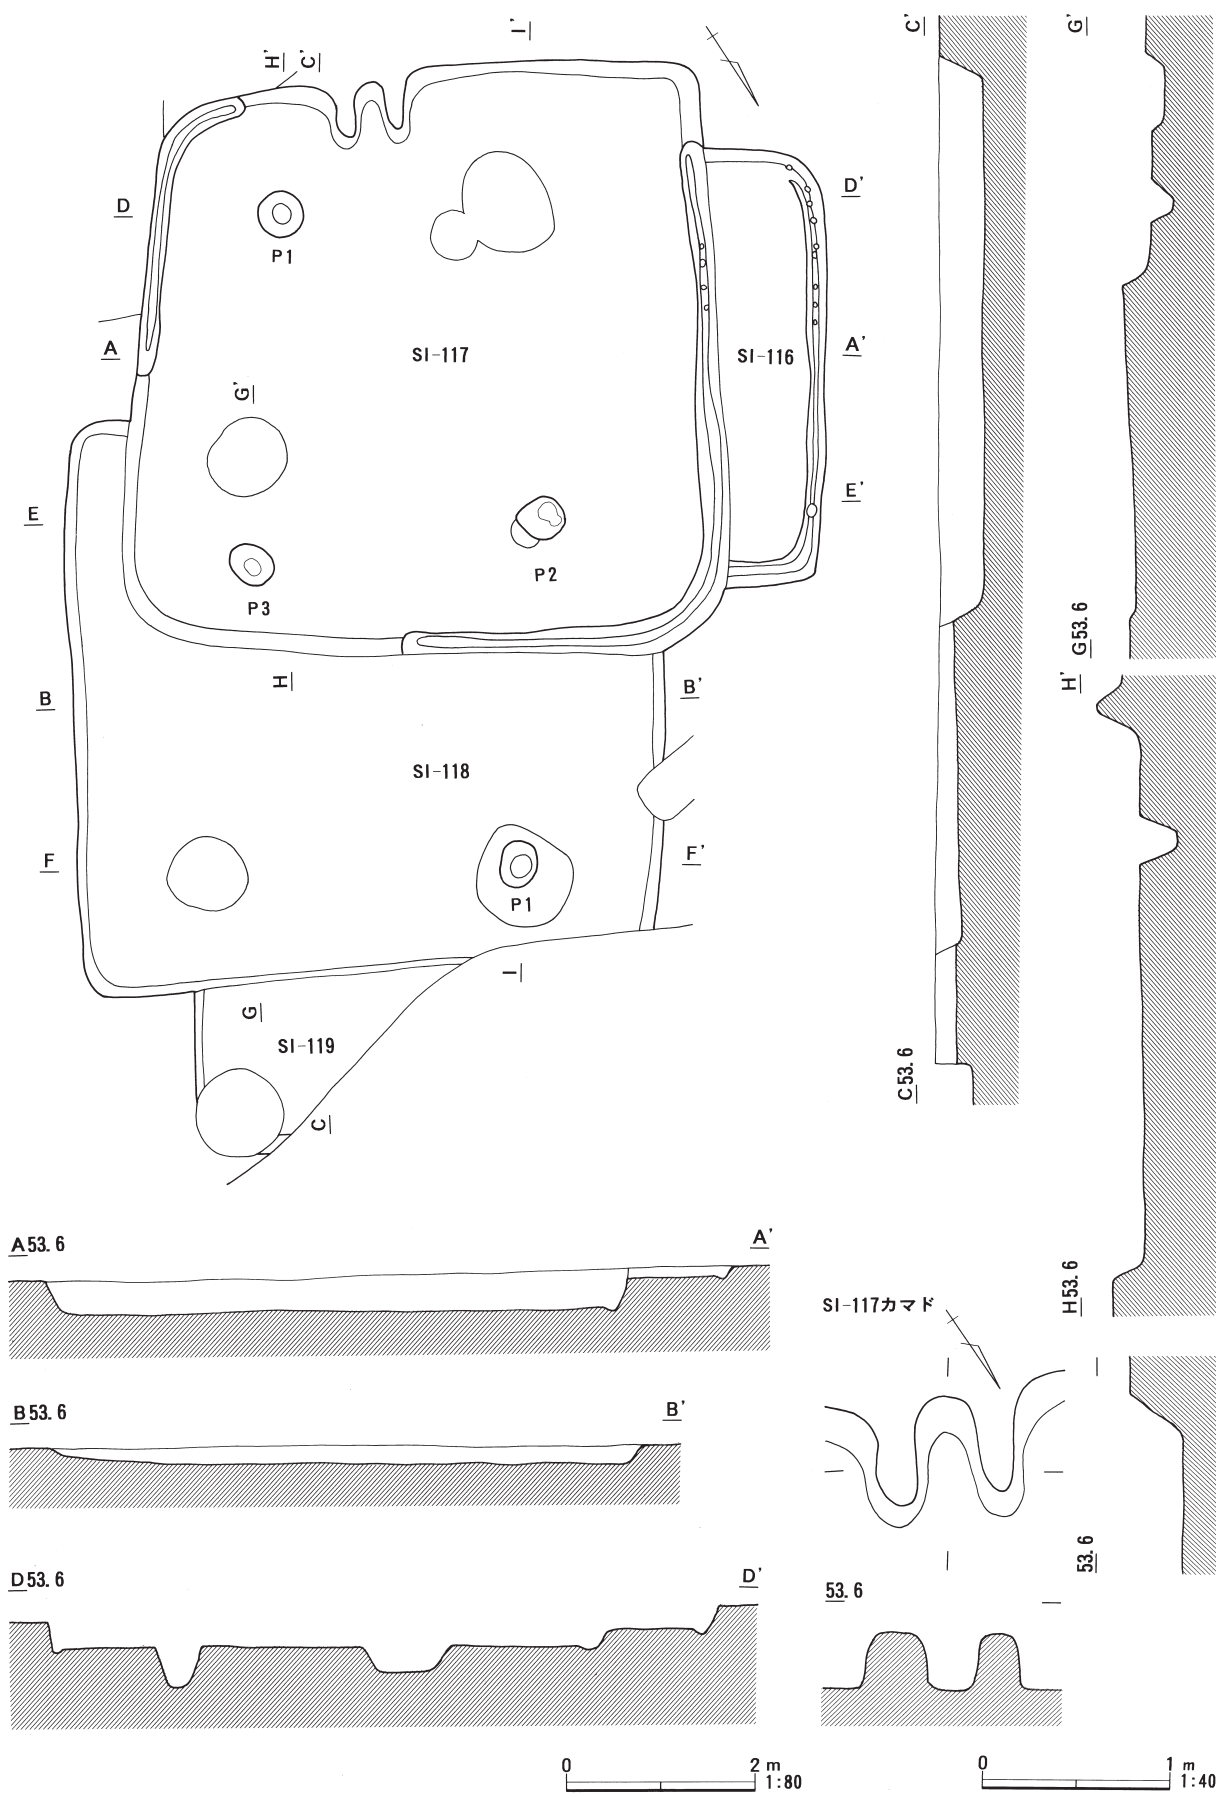 I'
H' C'
C'
G'
D
D'
P1
SI-117
SI-116
A
A'
G'
E
E'
P2
P3
G53.6
H
H'
B
B'
SI-118
F
F'
P1
I
G
SI-119
C
C53.6
A53.6
A'
H53.6
SI-117カマド
B53.6
B'
53.6
D53.6
D'
53.6
0 2 m
1:80
0 1 m
1:40